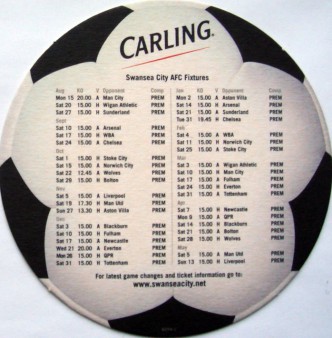 CARLING
Swansea City AFC Fixtures
Aug KO V Opponent Comp
Mon 15 20.00 A Man City PREM
Sat 20 15.00 H Wigan Athletic PREM
Sat 27 15.00 H Sunderland PREM
Sept
Sat 10 15.00 A Arsenal PREM
Sat 17 15.00 H WBA PREM
Sat 24 15.00 A Chelsea PREM
Oct
Sat 1 15.00 H Stoke City PREM
Sat 15 15.00 A Norwich City PREM
Sat 22 12.45 A Wolves PREM
Sat 29 15.00 H Bolton PREM
Nov
Sat 5 15.00 A Liverpool PREM
Sat 19 17.30 H Man Utd PREM
Sun 27 13.30 H Aston Villa PREM
Dec
Sat 3 15.00 A Blackburn PREM
Sat 10 15.00 H Fulham PREM
Sat 17 15.00 A Newcastle PREM
Wed 21 20.00 A Everton PREM
Mon 26 15.00 H QPR PREM
Sat 31 15.00 H Tottenham PREM
Jan KO V Opponent Comp
Mon 2 15.00 A Aston Villa PREM
Sat 14 15.00 H Arsenal PREM
Sat 21 15.00 A Sunderland PREM
Tue 31 19.45 H Chelsea PREM
Feb
Sat 4 15.00 A WBA PREM
Sat 11 15.00 H Norwich City PREM
Sat 25 15.00 A Stoke City PREM
Mar
Sat 3 15.00 A Wigan Athletic PREM
Sat 10 15.00 H Man City PREM
Sat 17 15.00 A Fulham PREM
Sat 24 15.00 H Everton PREM
Sat 31 15.00 A Tottenham PREM
Apr
Sat 7 15.00 H Newcastle PREM
Mon 9 15.00 A QPR PREM
Sat 14 15.00 H Blackburn PREM
Sat 21 15.00 A Bolton PREM
Sat 28 15.00 H Wolves PREM
May
Sat 5 15.00 A Man Utd PREM
Sun 13 15.00 H Liverpool PREM
For latest game changes and ticket information go to:
www.swanseacity.net